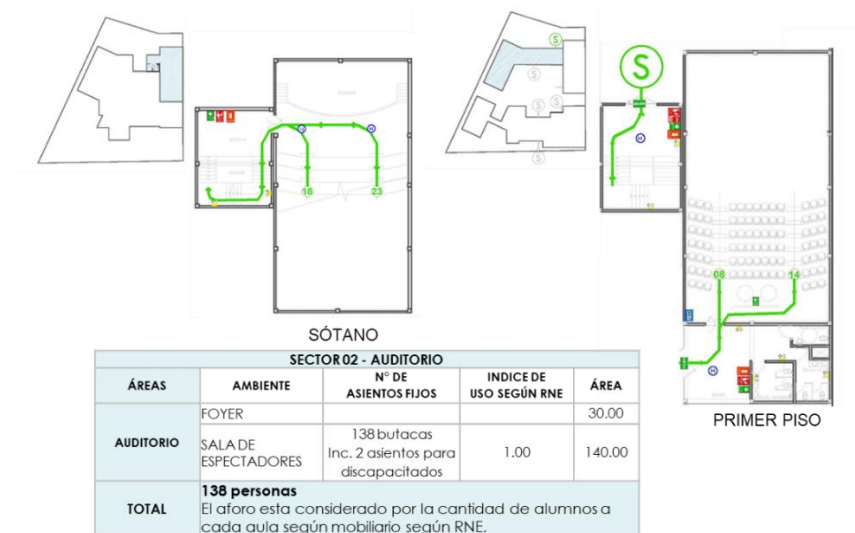 S
S
S
S
S
S
18
23
08
14
SÓTANO
PRIMER PISO
SECTOR 02 - AUDITORIO
ÁREAS
AMBIENTE
N° DE
ASIENTOS FIJOS
INDICE DE
USO SEGÚN RNE
ÁREA
FOYER
30.00
AUDITORIO
SALA DE
ESPECTADORES
138 butacas
Inc. 2 asientos para
discapacitados
1.00
140.00
TOTAL
138 personas
El aforo esta considerado por la cantidad de alumnos a
cada aula según mobiliario según RNE.